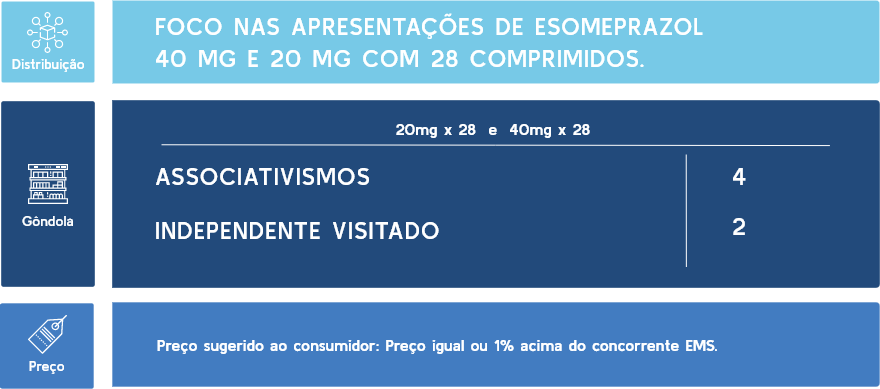 Distribuição
FOCO NAS APRESENTAÇÕES DE ESOMEPRAZOL
40 MG E 20 MG COM 28 COMPRIMIDOS.
Gôndola
20mg x 28 e 40mg x 28
ASSOCIATIVISMOS 4
INDEPENDENTE VISITADO 2
Preço
Preço sugerido ao consumidor: Preço igual ou 1% acima do concorrente EMS.